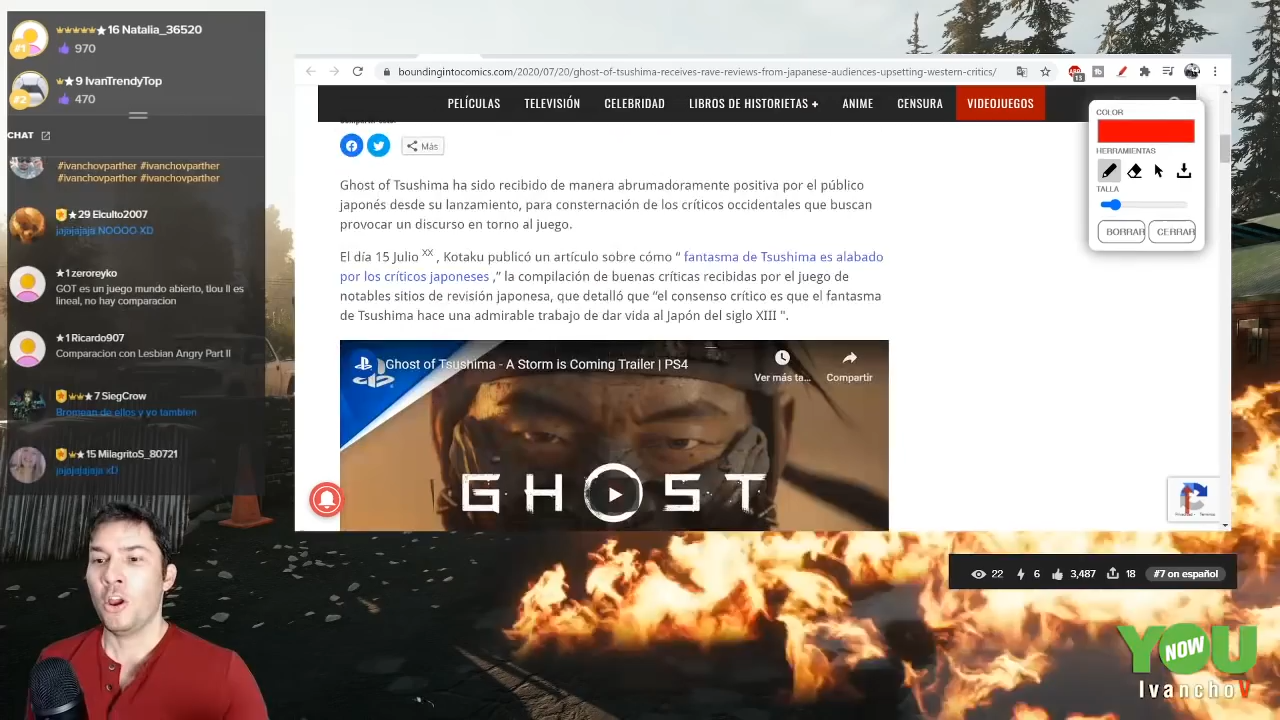 #1
16 Natalia_36520
970
#2
9 IvanTrendyTop
470
CHAT
#ivanchovparther #ivanchovparther
#ivanchovparther #ivanchovparther
29 Elculto2007
jajajajaja NOOOO XD
1 zeroreyko
GOT es un juego mundo abierto, tlou II es
lineal, no hay comparacion
1 Ricardo907
Comparacion con Lesbian Angry Part II
7 SiegCrow
Bromean de ellos y yo tambien
15 MilagritoS_80721
jajajajajaja xD
boundingintocomics.com/2020/07/20/ghost-of-tsushima-receives-rave-reviews-from-japanese-audiences-upsetting-western-critics/
ABP
13
tb
PELÍCULAS TELEVISIÓN CELEBRIDAD LIBROS DE HISTORIETAS + ANIME CENSURA VIDEOJUEGOS
Más
Ghost of Tsushima ha sido recibido de manera abrumadoramente positiva por el público
japonés desde su lanzamiento, para consternación de los críticos occidentales que buscan
provocar un discurso en torno al juego.
El día 15 Julio XX , Kotaku publicó un artículo sobre cómo “ fantasma de Tsushima es alabado
por los críticos japoneses ,” la compilación de buenas críticas recibidas por el juego de
notables sitios de revisión japonesa, que detalló que “el consenso crítico es que el fantasma
de Tsushima hace una admirable trabajo de dar vida al Japón del siglo XIII ".
Ghost of Tsushima - A Storm is Coming Trailer | PS4
Ver más ta...
Compartir
GHOST
COLOR
HERRAMIENTAS
TALLA
BORRAR
CERRAR
Privacidad - Términos
22 6 3,487 18 #7 on español
YOU
NOW
IvanchoV